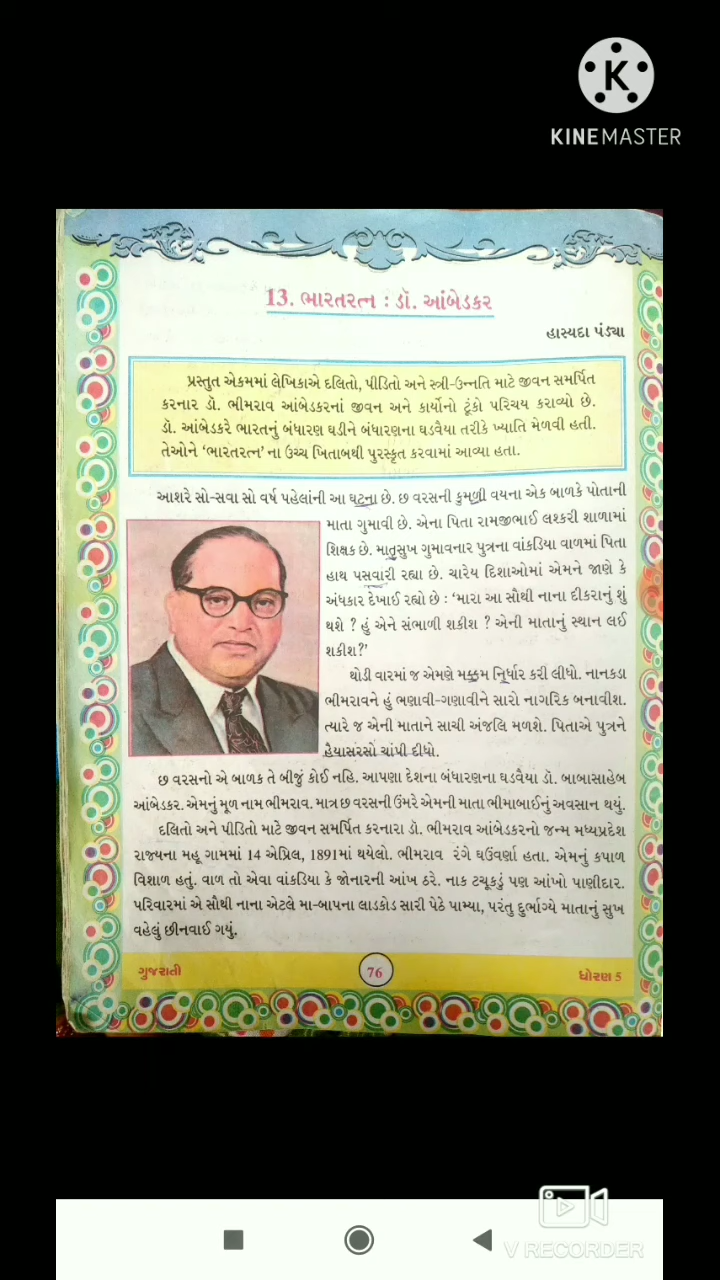 K
KINEMASTER
13. ભારતરત્ન : ડૉ. આંબેડકર
હાસ્યદા પંડ્યા
પ્રસ્તુત એકમમાં લેખિકાએ દલિતો, પીડિતો અને સ્ત્રી-ઉન્નતિ માટે જીવન સમર્પિત
કરનાર ડૉ. ભીમરાવ આંબેડકરનાં જીવન અને કાર્યોનો ટૂંકો પરિચય કરાવ્યો છે.
ડૉ. આંબેડકરે ભારતનું બંધારણ ઘડીને બંધારણના ઘડવૈયા તરીકે ખ્યાતિ મેળવી હતી.
તેઓને ‘ભારતરત્ન’ના ઉચ્ચ ખિતાબથી પુરસ્કૃત કરવામાં આવ્યા હતા.
આશરે સો-સવા સો વર્ષ પહેલાંની આ ઘટના છે. છ વરસની કુમળી વયના એક બાળકે પોતાની
માતા ગુમાવી છે. એના પિતા રામજીભાઈ લશ્કરી શાળામાં
શિક્ષક છે. માતૃસુખ ગુમાવનાર પુત્રના વાંકડિયા વાળમાં પિતા
હાથ પસવારી રહ્યા છે. ચારેય દિશાઓમાં એમને જાણે કે
અંધકાર દેખાઈ રહ્યો છે : ‘મારા આ સૌથી નાના દીકરાનું શું
થશે ? હું એને સંભાળી શકીશ ? એની માતાનું સ્થાન લઈ
શકીશ?’
થોડી વારમાં જ એમણે મક્કમ નિર્ધાર કરી લીધો. નાનકડા
ભીમરાવને હું ભણાવી-ગણાવીને સારો નાગરિક બનાવીશ.
ત્યારે જ એની માતાને સાચી અંજલિ મળશે. પિતાએ પુત્રને
હૈયાસરસો ચાંપી દીધો.
છ વરસનો એ બાળક તે બીજું કોઈ નહિ. આપણા દેશના બંધારણના ઘડવૈયા ડૉ. બાબાસાહેબ
આંબેડકર. એમનું મૂળ નામ ભીમરાવ. માત્ર છ વરસની ઉંમરે એમની માતા ભીમાબાઈનું અવસાન થયું.
દલિતો અને પીડિતો માટે જીવન સમર્પિત કરનારા ડૉ. ભીમરાવ આંબેડકરનો જન્મ મધ્યપ્રદેશ
રાજ્યના મહૂ ગામમાં 14 એપ્રિલ, 1891માં થયેલો. ભીમરાવ રંગે ઘઉંવર્ણા હતા. એમનું કપાળ
વિશાળ હતું. વાળ તો એવા વાંકડિયા કે જોનારની આંખ ઠરે. નાક ટચૂકડું પણ આંખો પાણીદાર.
પરિવારમાં એ સૌથી નાના એટલે મા-બાપના લાડકોડ સારી પેઠે પામ્યા, પરંતુ દુર્ભાગ્યે માતાનું સુખ
વહેલું છીનવાઈ ગયું.
ગુજરાતી
76
ધોરણ 5
V RECORDER